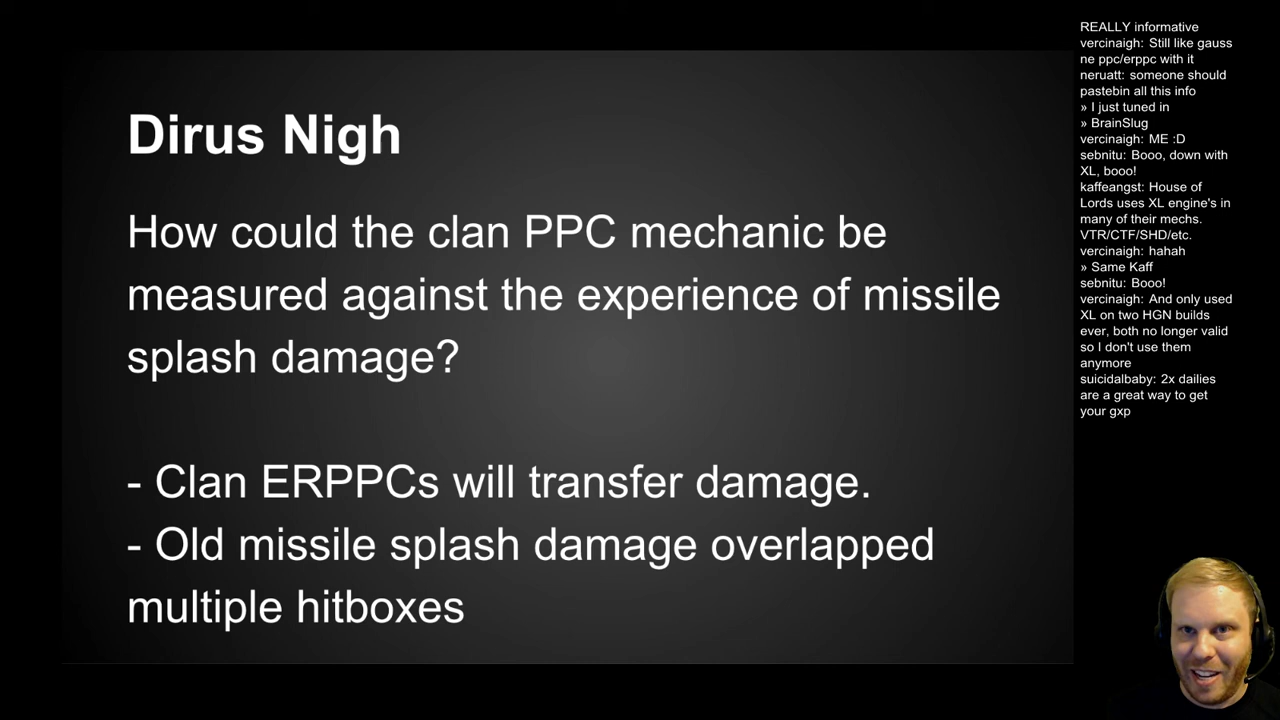 Dirus Nigh
How could the clan PPC mechanic be
measured against the experience of missile
splash damage?
- Clan ERPPCs will transfer damage.
- Old missile splash damage overlapped
multiple hitboxes
REALLY informative
vercinaigh: Still like gauss
ne ppc/erppc with it
neruatt: someone should
pastebin all this info
» I just tuned in
» BrainSlug
vercinaigh: ME :D
sebnitu: Booo, down with
XL, booo!
kaffeangst: House of
Lords uses XL engine's in
many of their mechs.
VTR/CTF/SHD/etc.
vercinaigh: hahah
» Same Kaff
sebnitu: Booo!
vercinaigh: And only used
XL on two HGN builds
ever, both no longer valid
so I don't use them
anymore
suicidalbaby: 2x dailies
are a great way to get
your gxp